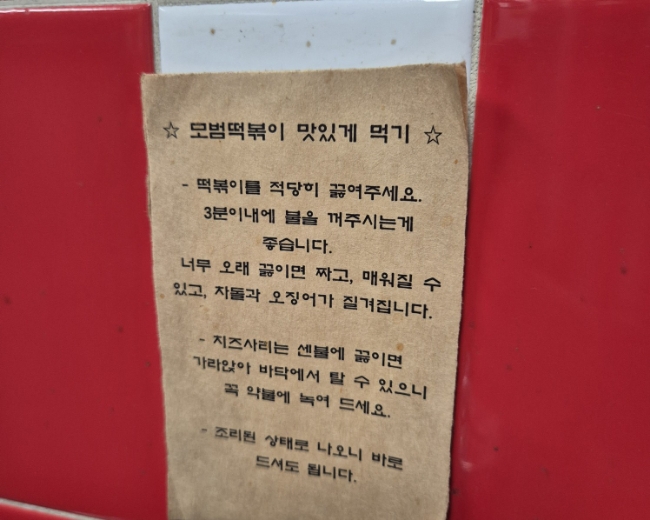 ☆ 모범떡볶이 맛있게 먹기 ☆
- 떡볶이를 적당히 끓여주세요.
3분이내에 불을 꺼주시는게
좋습니다.
너무 오래 끓이면 짜고, 매워질 수
있고, 차돌과 오징어가 질겨집니다.
- 치즈사리는 센불에 끓이면
가라앉아 바닥에서 탈 수 있으니
꼭 약불에 녹여 드세요.
- 조리된 상태로 나오니 바로
드셔도 됩니다.